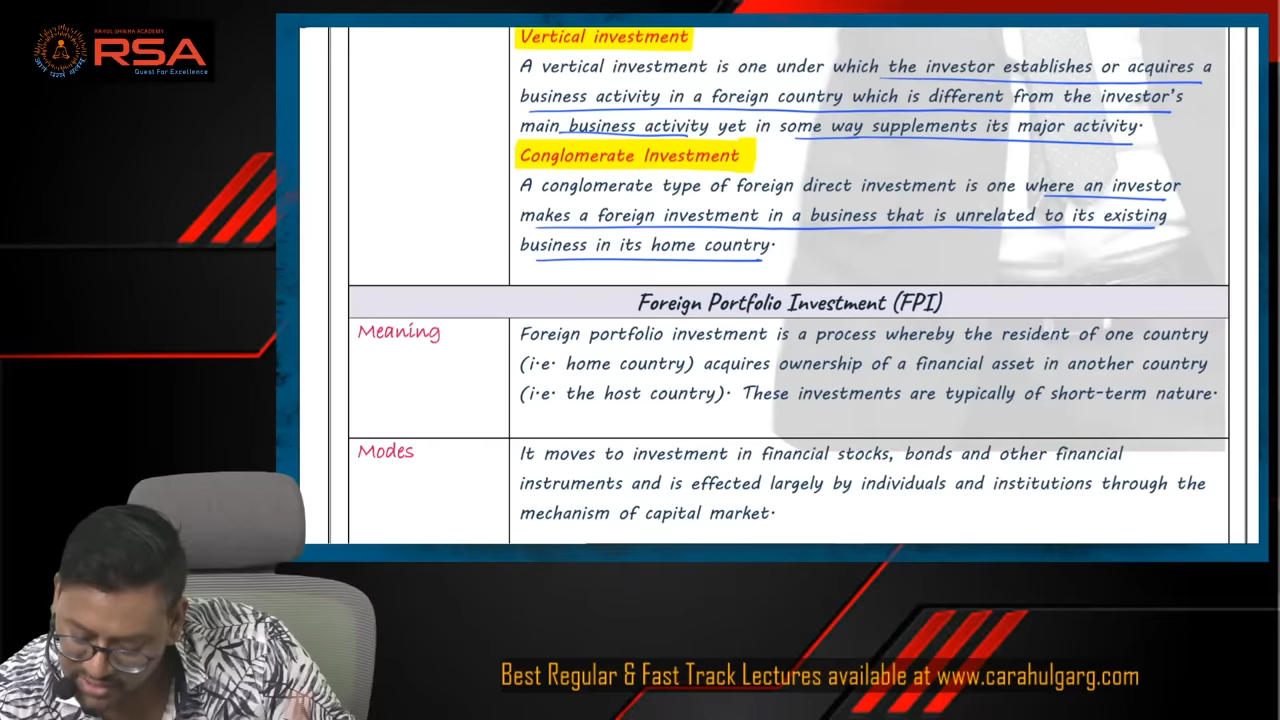 RAHUL SHIKHA ACADEMY
RSA
Quest For Excellence
Vertical investment
A vertical investment is one under which the investor establishes or acquires a
business activity in a foreign country which is different from the investor's
main business activity yet in some way supplements its major activity.
Conglomerate Investment
A conglomerate type of foreign direct investment is one where an investor
makes a foreign investment in a business that is unrelated to its existing
business in its home country.
Foreign Portfolio Investment (FPI)
Meaning
Foreign portfolio investment is a process whereby the resident of one country
(i.e. home country) acquires ownership of a financial asset in another country
(i.e. the host country). These investments are typically of short-term nature.
Modes
It moves to investment in financial stocks, bonds and other financial
instruments and is effected largely by individuals and institutions through the
mechanism of capital market.
Best Regular & Fast Track Lectures available at www.carahulgarg.com